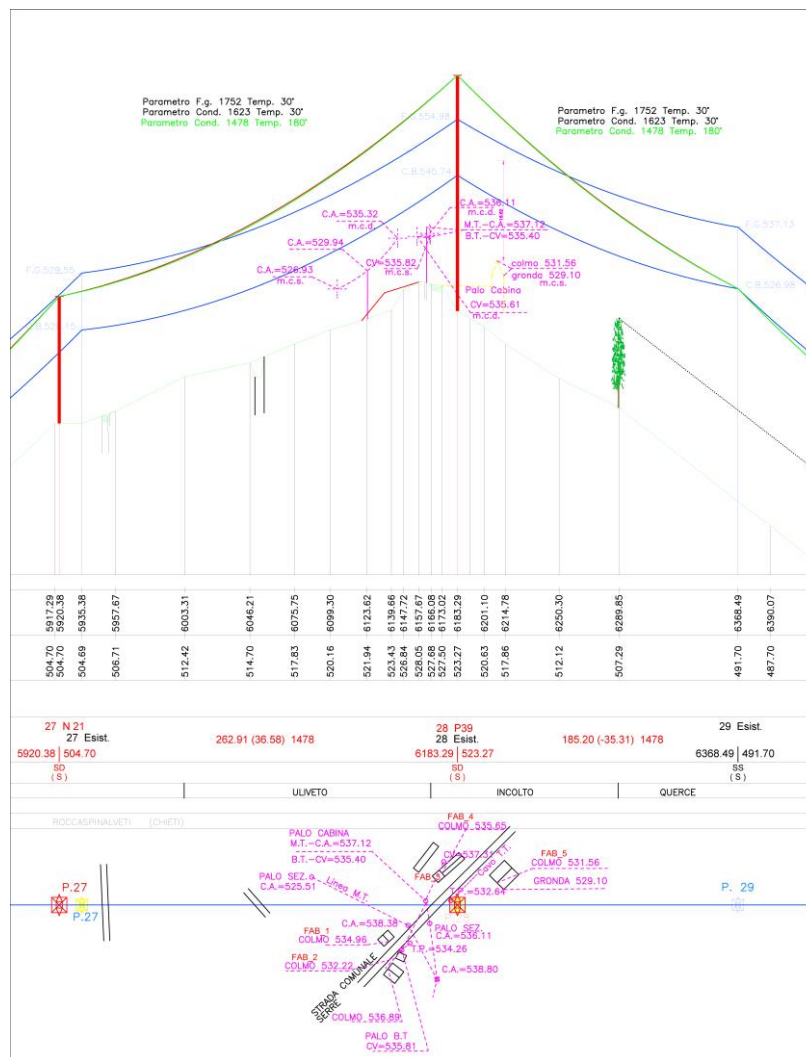 Parametro F.g. 1752 Temp. 30°
Parametro Cond. 1623 Temp. 30°
Parametro Cond. 1478 Temp. 180°
Parametro F.g. 1752 Temp. 30°
Parametro Cond. 1623 Temp. 30°
Parametro Cond. 1478 Temp. 180°
F.G.554.98
C.B.546.74
C.A.=535.32
m.c.d.
C.A.=536.11
m.c.d.
M.T.-C.A.=537.12
B.T.-CV=535.40
C.A.=529.94
CV=535.82
m.c.s.
C.A.=526.93
m.c.s.
colmo 531.56
gronda 529.10
m.c.s.
Palo Cabina
CV=535.61
m.c.d.
F.G.537.13
C.B.526.98
5917.29
5920.38
5935.38
5957.67
6003.31
6046.21
6075.75
6099.30
6123.62
6139.66
6147.72
6157.67
6166.08
6173.02
6183.29
6201.10
6214.78
6250.30
6289.85
6368.49
6390.07
504.70
504.70
504.69
506.71
512.42
514.70
517.83
520.16
521.94
523.43
526.84
528.05
527.68
527.50
523.27
520.63
517.86
512.12
507.29
491.70
487.70
27 N 21
27 Esist.
262.91 (36.58) 1478
28 P39
28 Esist.
185.20 (-35.31) 1478
29 Esist.
5920.38 504.70
6183.29 523.27
6368.49 491.70
SD
(S)
SD
(S)
SS
(S)
ULIVETO
INCOLTO
QUERCE
ROCCASPINALVETI (CHIETI)
FAB_4
COLMO 535.65
PALO CABINA
M.T.-C.A.=537.12
B.T.-CV=535.40
CV=537.31
Cavo T.T.
FAB_5
COLMO 531.56
GRONDA 529.10
PALO SEZ.
C.A.=525.51
Linea M.T.
T.P.=532.64
P.27
P.27
P. 29
C.A.=538.38
PALO SEZ.
C.A.=536.11
FAB_1
COLMO 534.96
T.P.=534.26
FAB_2
COLMO 532.22
C.A.=538.80
STRADA COMUNALE
SERRE
COLMO 536.89
PALO B.T
CV=535.81